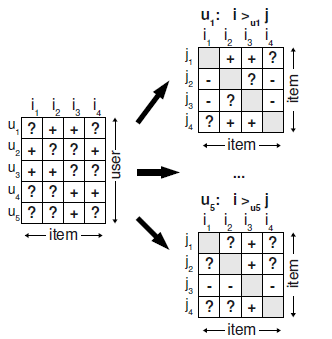 u1: i >u1 j
i1 i2 i3 i4
j1 + + ?
j2 - ? -
j3 - ? -
j4 ? + +
item
item
i1 i2 i3 i4
u1 ? + + ?
u2 + ? ? +
u3 + + ? ?
u4 ? ? + +
u5 ? ? + ?
user
item
...
u5: i >u5 j
i1 i2 i3 i4
j1 ? + ?
j2 ? + ?
j3 - - -
j4 ? ? +
item
item